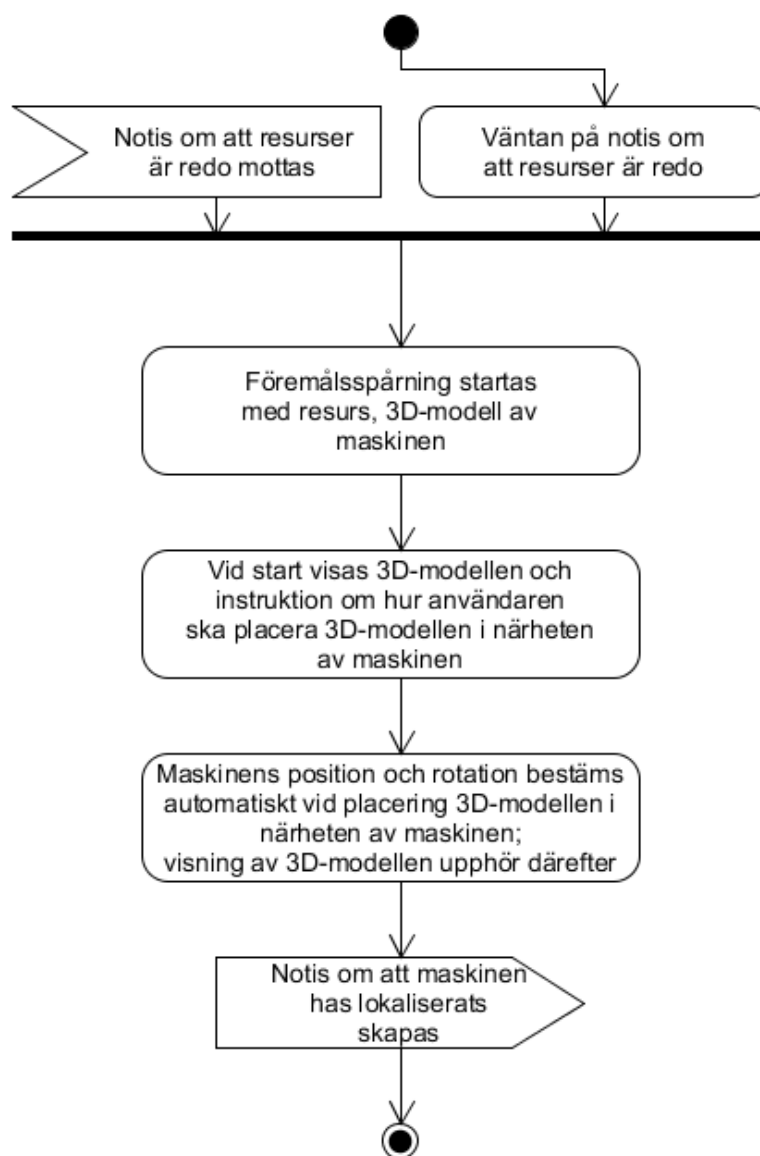 Notis om att resurser
är redo mottas
Väntan på notis om
att resurser är redo
Föremålsspårning startas
med resurs, 3D-modell av
maskinen
Vid start visas 3D-modellen och
instruktion om hur användaren
ska placera 3D-modellen i närheten
av maskinen
Maskinens position och rotation bestäms
automatiskt vid placering 3D-modellen i
närheten av maskinen;
visning av 3D-modellen upphör därefter
Notis om att maskinen
has lokaliserats
skapas